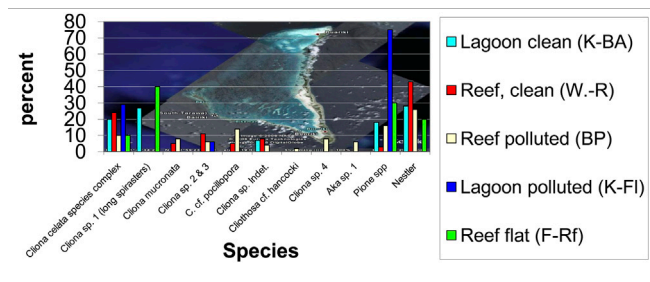 80
70
60
50
40
30
20
10
0
percent
Cliona celata species complex
Cliona sp. 1 (long spirasters)
Cliona mucronata
Cliona sp. 2 & 3
C. cf. pocillopora
Cliona sp. Indet.
Cliothosa cf. hancocki
Cliona sp. 4
Aka sp. 1
Pione spp
Nestler
Species
Lagoon clean (K-BA)
Reef, clean (W.-R)
Reef polluted (BP)
Lagoon polluted (K-Fl)
Reef flat (F-Rf)
South Tarawa